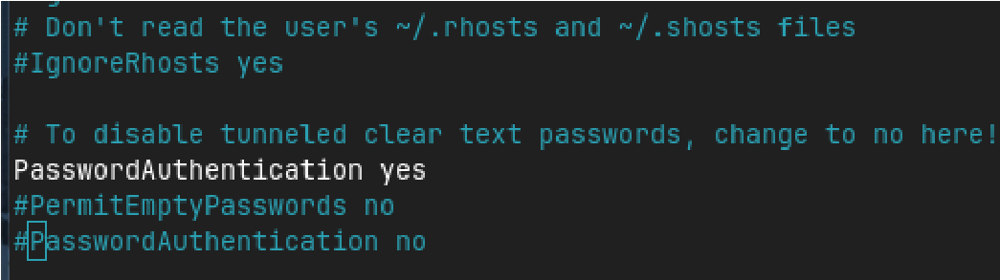 # Don't read the user's ~/.rhosts and ~/.shosts files
#IgnoreRhosts yes
# To disable tunneled clear text passwords, change to no here!
PasswordAuthentication yes
#PermitEmptyPasswords no
#PasswordAuthentication no